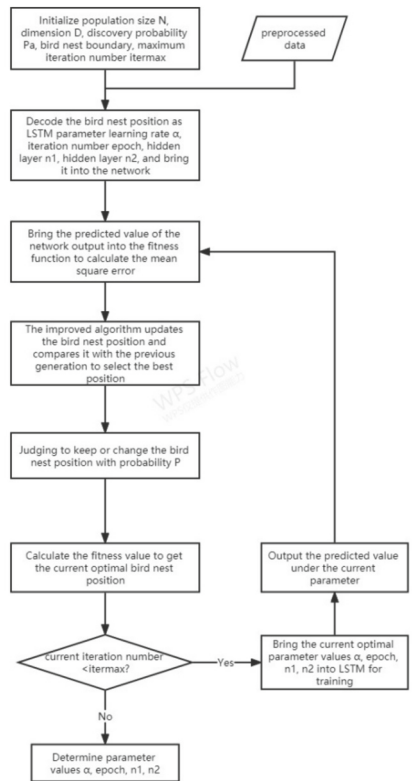 Initialize population size N,
dimension D, discovery probability
Pa, bird nest boundary, maximum
iteration number itermax
preprocessed
data
Decode the bird nest position as
LSTM parameter learning rate α,
iteration number epoch, hidden
layer n1, hidden layer n2, and bring
it into the network
Bring the predicted value of the
network output into the fitness
function to calculate the mean
square error
The improved algorithm updates
the bird nest position and
compares it with the previous
generation to select the best
position
WPS Flow
Judging to keep or change the bird
nest position with probability P
Calculate the fitness value to get
the current optimal bird nest
position
Output the predicted value
under the current
parameter
current iteration number
<itermax?
Yes
Bring the current optimal
parameter values α, epoch,
n1, n2 into LSTM for
training
No
Determine parameter
values α, epoch, n1, n2